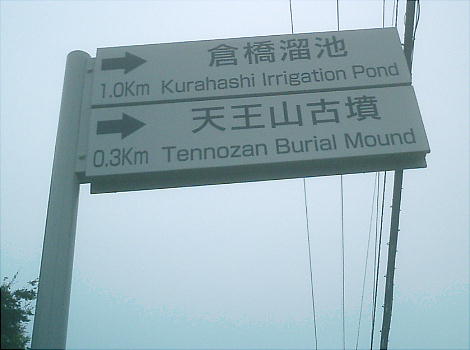 倉橋溜池
1.0Km Kurahashi Irrigation Pond
天王山古墳
0.3Km Tennozan Burial Mound